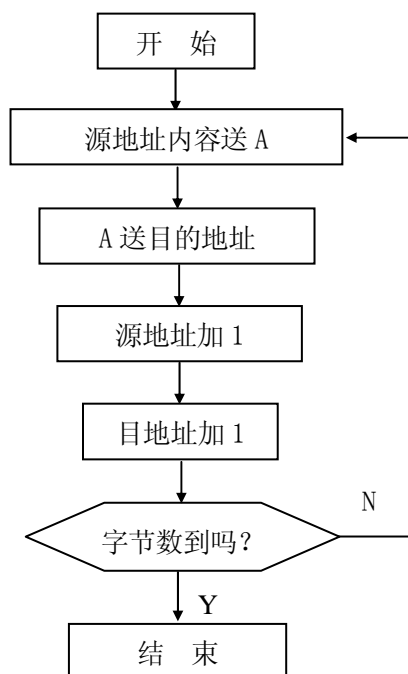 开 始
源地址内容送 A
A 送目的地址
源地址加 1
目地址加 1
字节数到吗？
N
Y
结 束